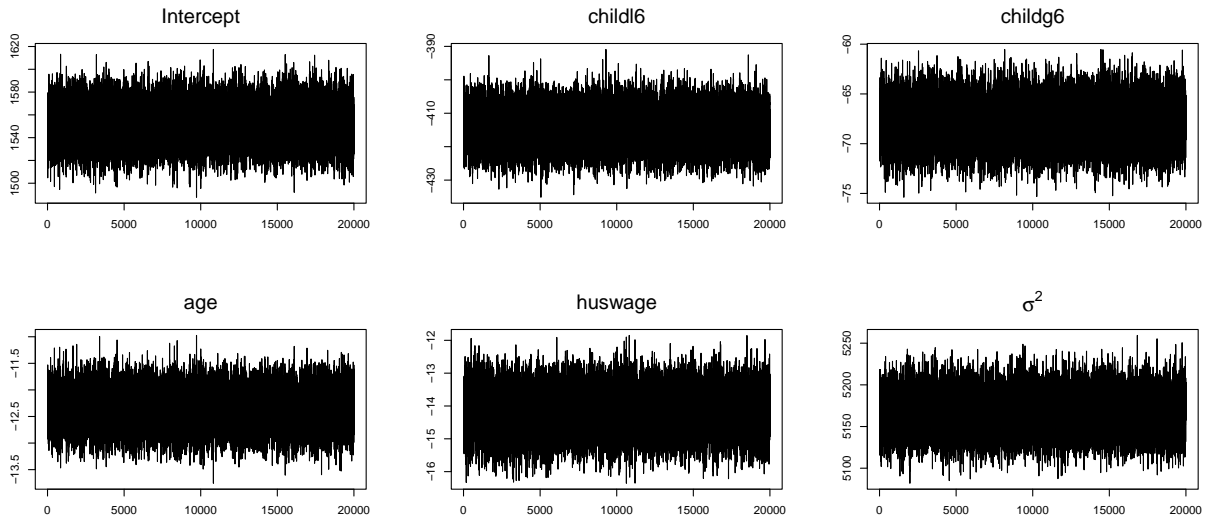 Intercept
childl6
childg6
1500 1540 1580 1620
−430 −410 −390
−75 −70 −65 −60
0 5000 10000 15000 20000
0 5000 10000 15000 20000
0 5000 10000 15000 20000
age
huswage
σ²
−13.5 −12.5 −11.5
−16 −15 −14 −13 −12
5100 5150 5200 5250
0 5000 10000 15000 20000
0 5000 10000 15000 20000
0 5000 10000 15000 20000